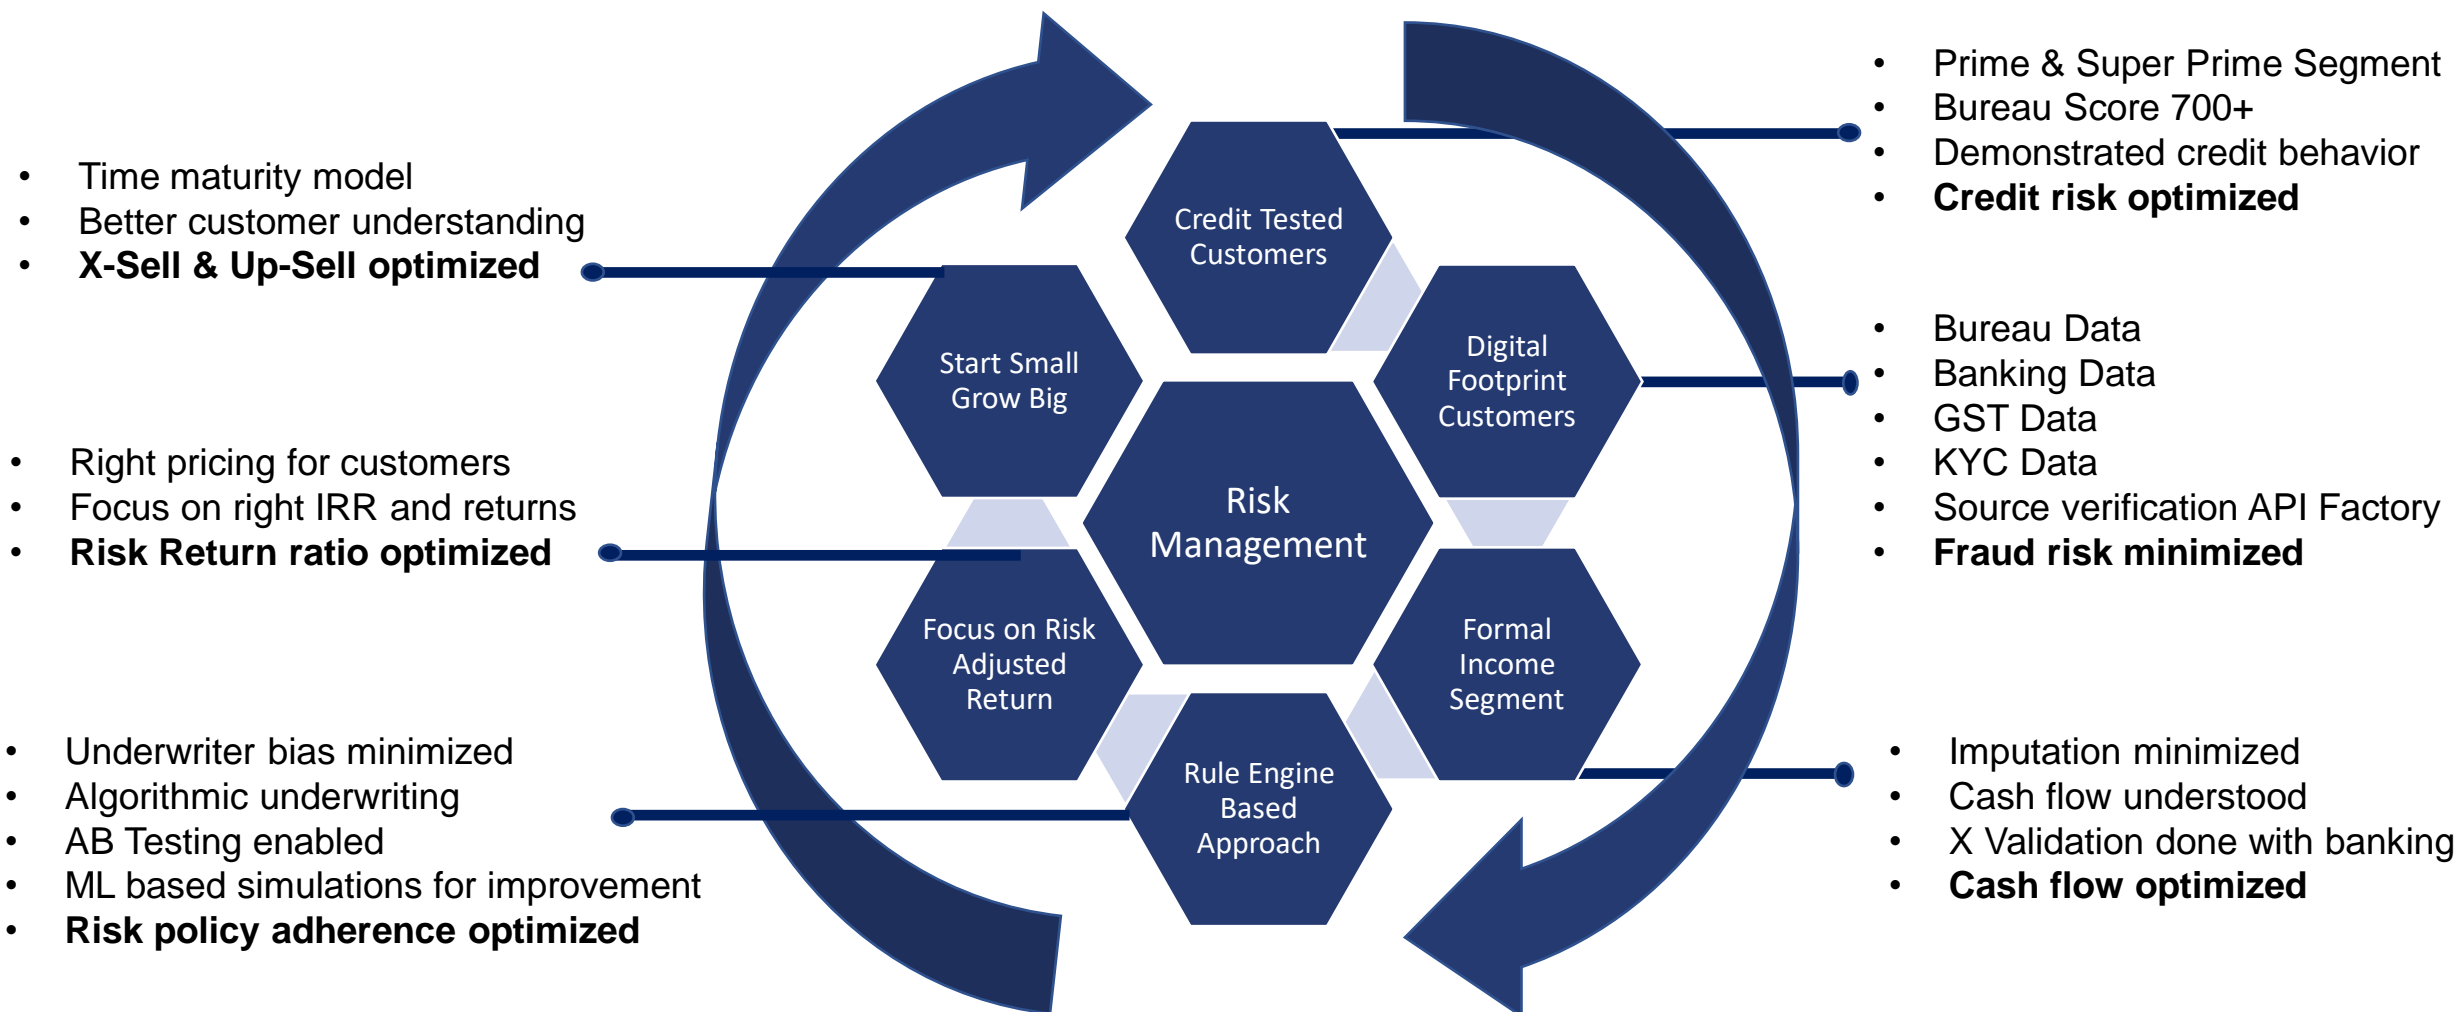 • Time maturity model
• Better customer understanding
• X-Sell & Up-Sell optimized
• Right pricing for customers
• Focus on right IRR and returns
• Risk Return ratio optimized
• Underwriter bias minimized
• Algorithmic underwriting
• AB Testing enabled
• ML based simulations for improvement
• Risk policy adherence optimized
Credit Tested
Customers
Digital
Footprint
Customers
Formal
Income
Segment
Rule Engine
Based
Approach
Focus on Risk
Adjusted
Return
Start Small
Grow Big
Risk
Management
• Prime & Super Prime Segment
• Bureau Score 700+
• Demonstrated credit behavior
• Credit risk optimized
• Bureau Data
• Banking Data
• GST Data
• KYC Data
• Source verification API Factory
• Fraud risk minimized
• Imputation minimized
• Cash flow understood
• X Validation done with banking
• Cash flow optimized